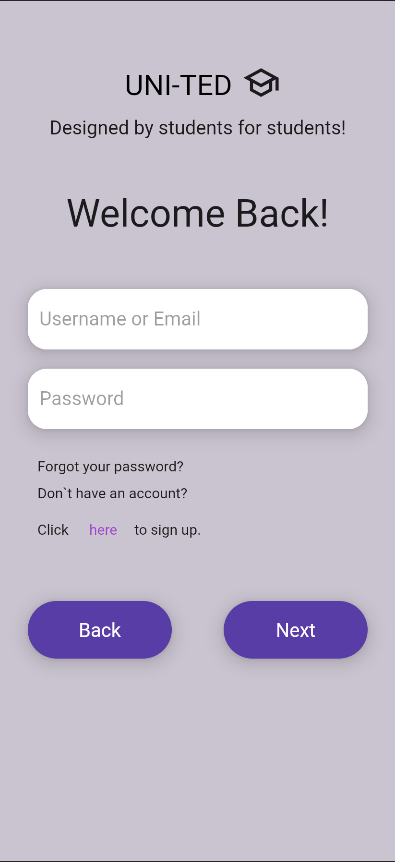 UNI-TED
Designed by students for students!
Welcome Back!
Username or Email
Password
Forgot your password?
Don`t have an account?
Click here to sign up.
Back Next